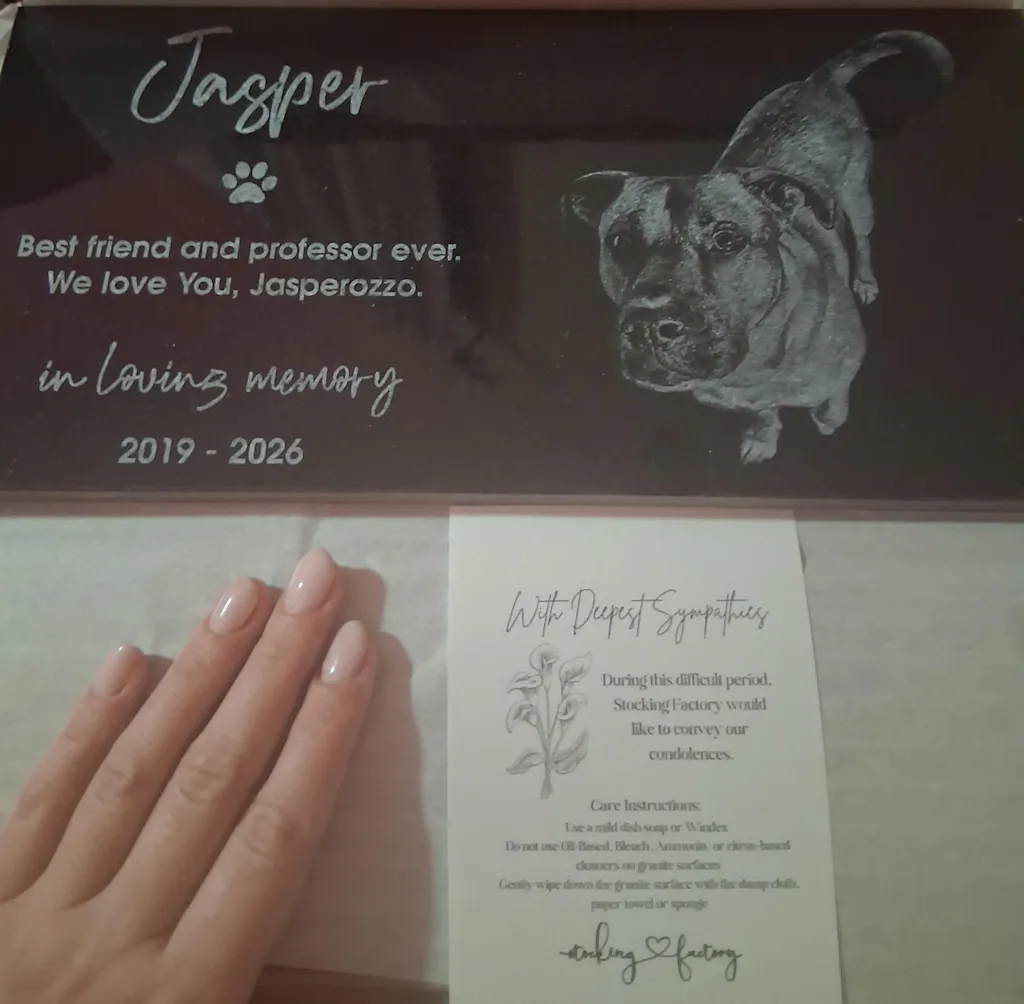 Jasper
Best friend and professor ever.
We love You, Jasperozzo.
in Loving memory
2019 - 2026
With Deepest Sympathies
During this difficult period,
Stocking Factory would
like to convey our
condolences.
Care Instructions:
Use a mild dish soap or Windex
Do not use Oil-Based, Bleach, Ammonia, or citrus-based
cleaners on granite surfaces
Gently wipe down the granite surface with the damp cloth,
paper towel or sponge
stocking factory